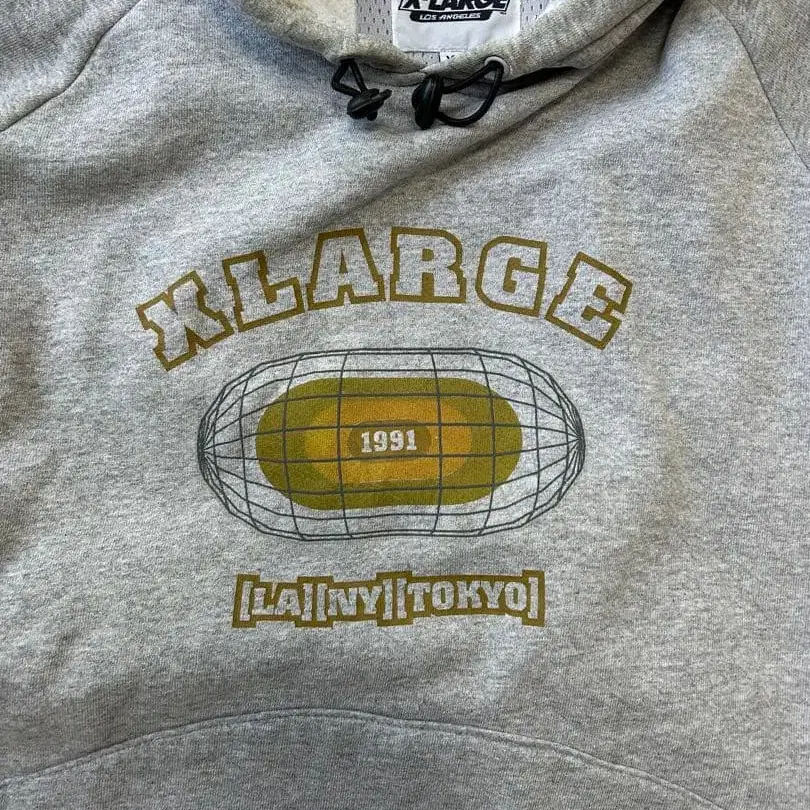 X-LARGE
LOS ANGELES
XLARGE
1991
[LA][NY][TOKYO]